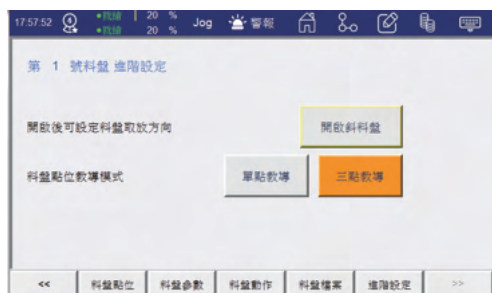 17:57:52 20 % Jog 警報
20 %
第 1 號料盤 進階設定
開啟後可設定料盤取放方向 開啟斜料盤
料盤點位教導模式 單點教導 三點教導
<< 料盤點位 料盤參數 料盤動作 料盤檔案 進階設定 >>